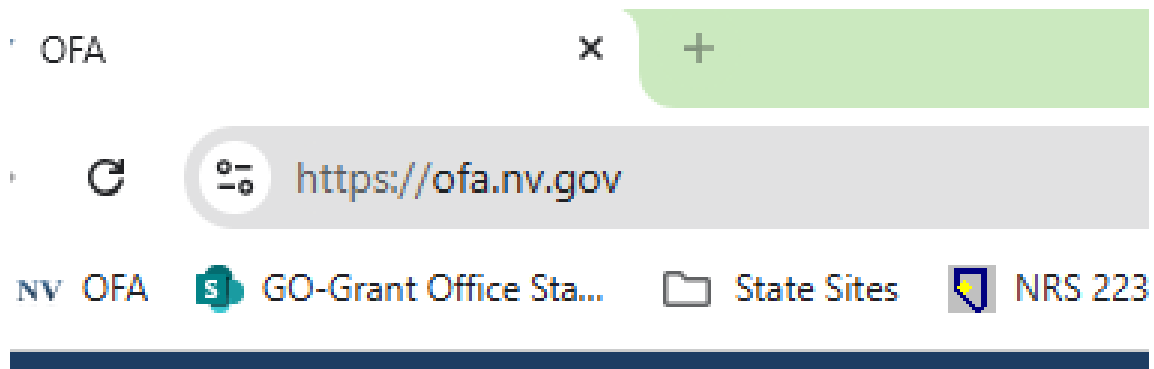 OFA
https://ofa.nv.gov
NV OFA S GO-Grant Office Sta... State Sites NRS 223